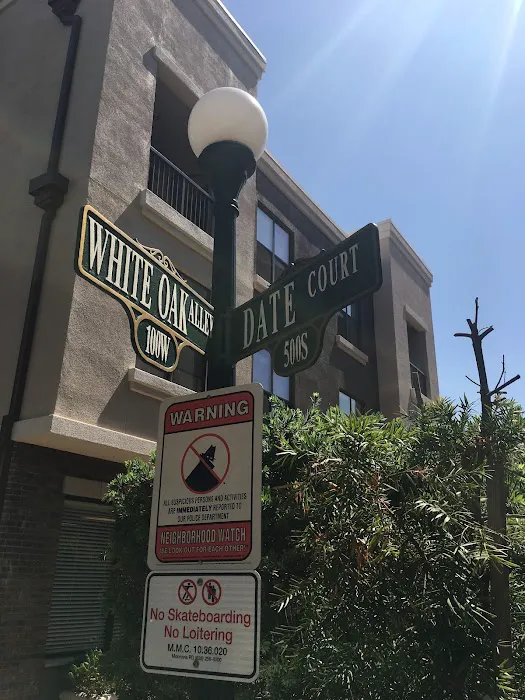 WHITE OAK ALLEY
100W
DATE COURT
500S
WARNING
ALL SUSPICIOUS PERSONS AND ACTIVITIES
ARE IMMEDIATELY REPORTED TO
OUR POLICE DEPARTMENT
NEIGHBORHOOD WATCH
WE LOOK OUT FOR EACH OTHER!
No Skateboarding
No Loitering
M.M.C. 10.36.020